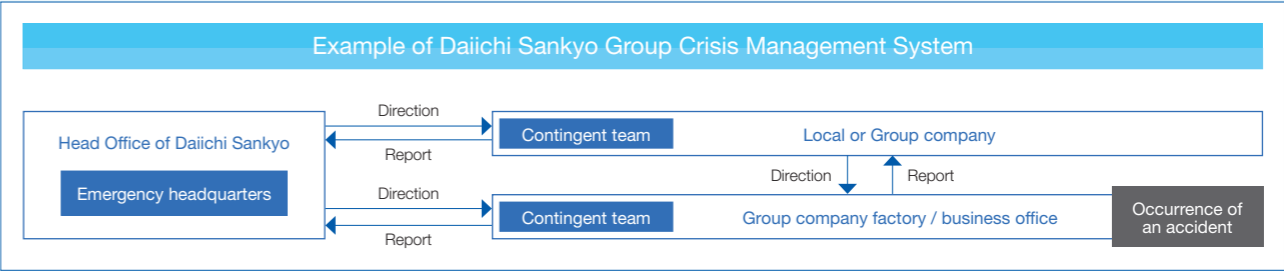 Example of Daiichi Sankyo Group Crisis Management System
Head Office of Daiichi Sankyo
Emergency headquarters
Direction
Report
Direction
Report
Contingent team
Local or Group company
Direction
Report
Contingent team
Group company factory / business office
Occurrence of
an accident